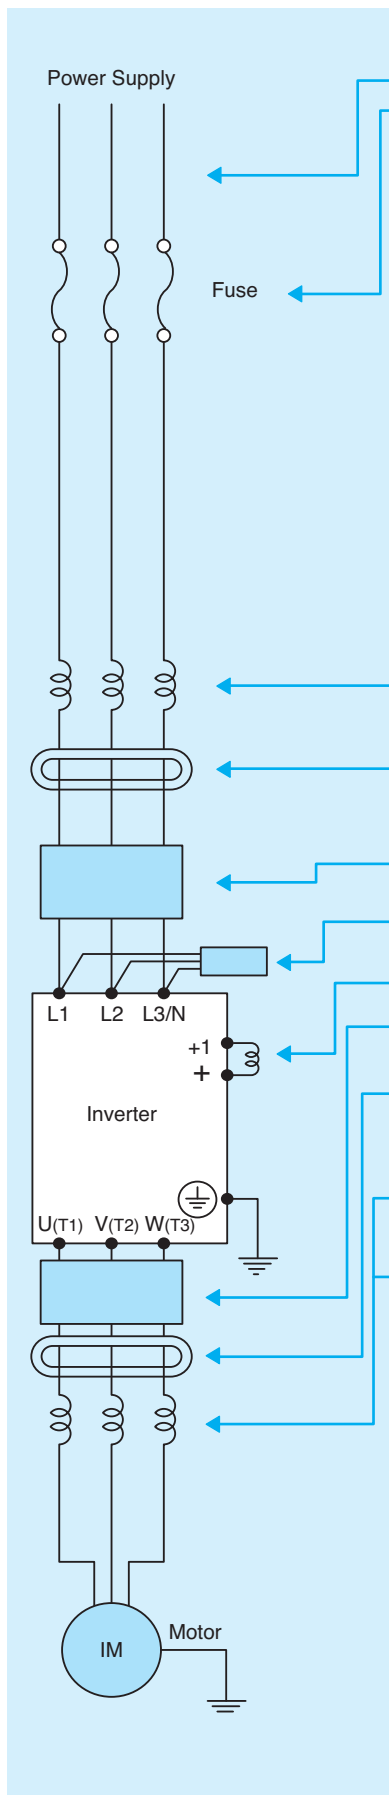 Power Supply
Fuse
L1 L2 L3/N
+1
+
Inverter
U(T1) V(T2) W(T3)
Motor
IM